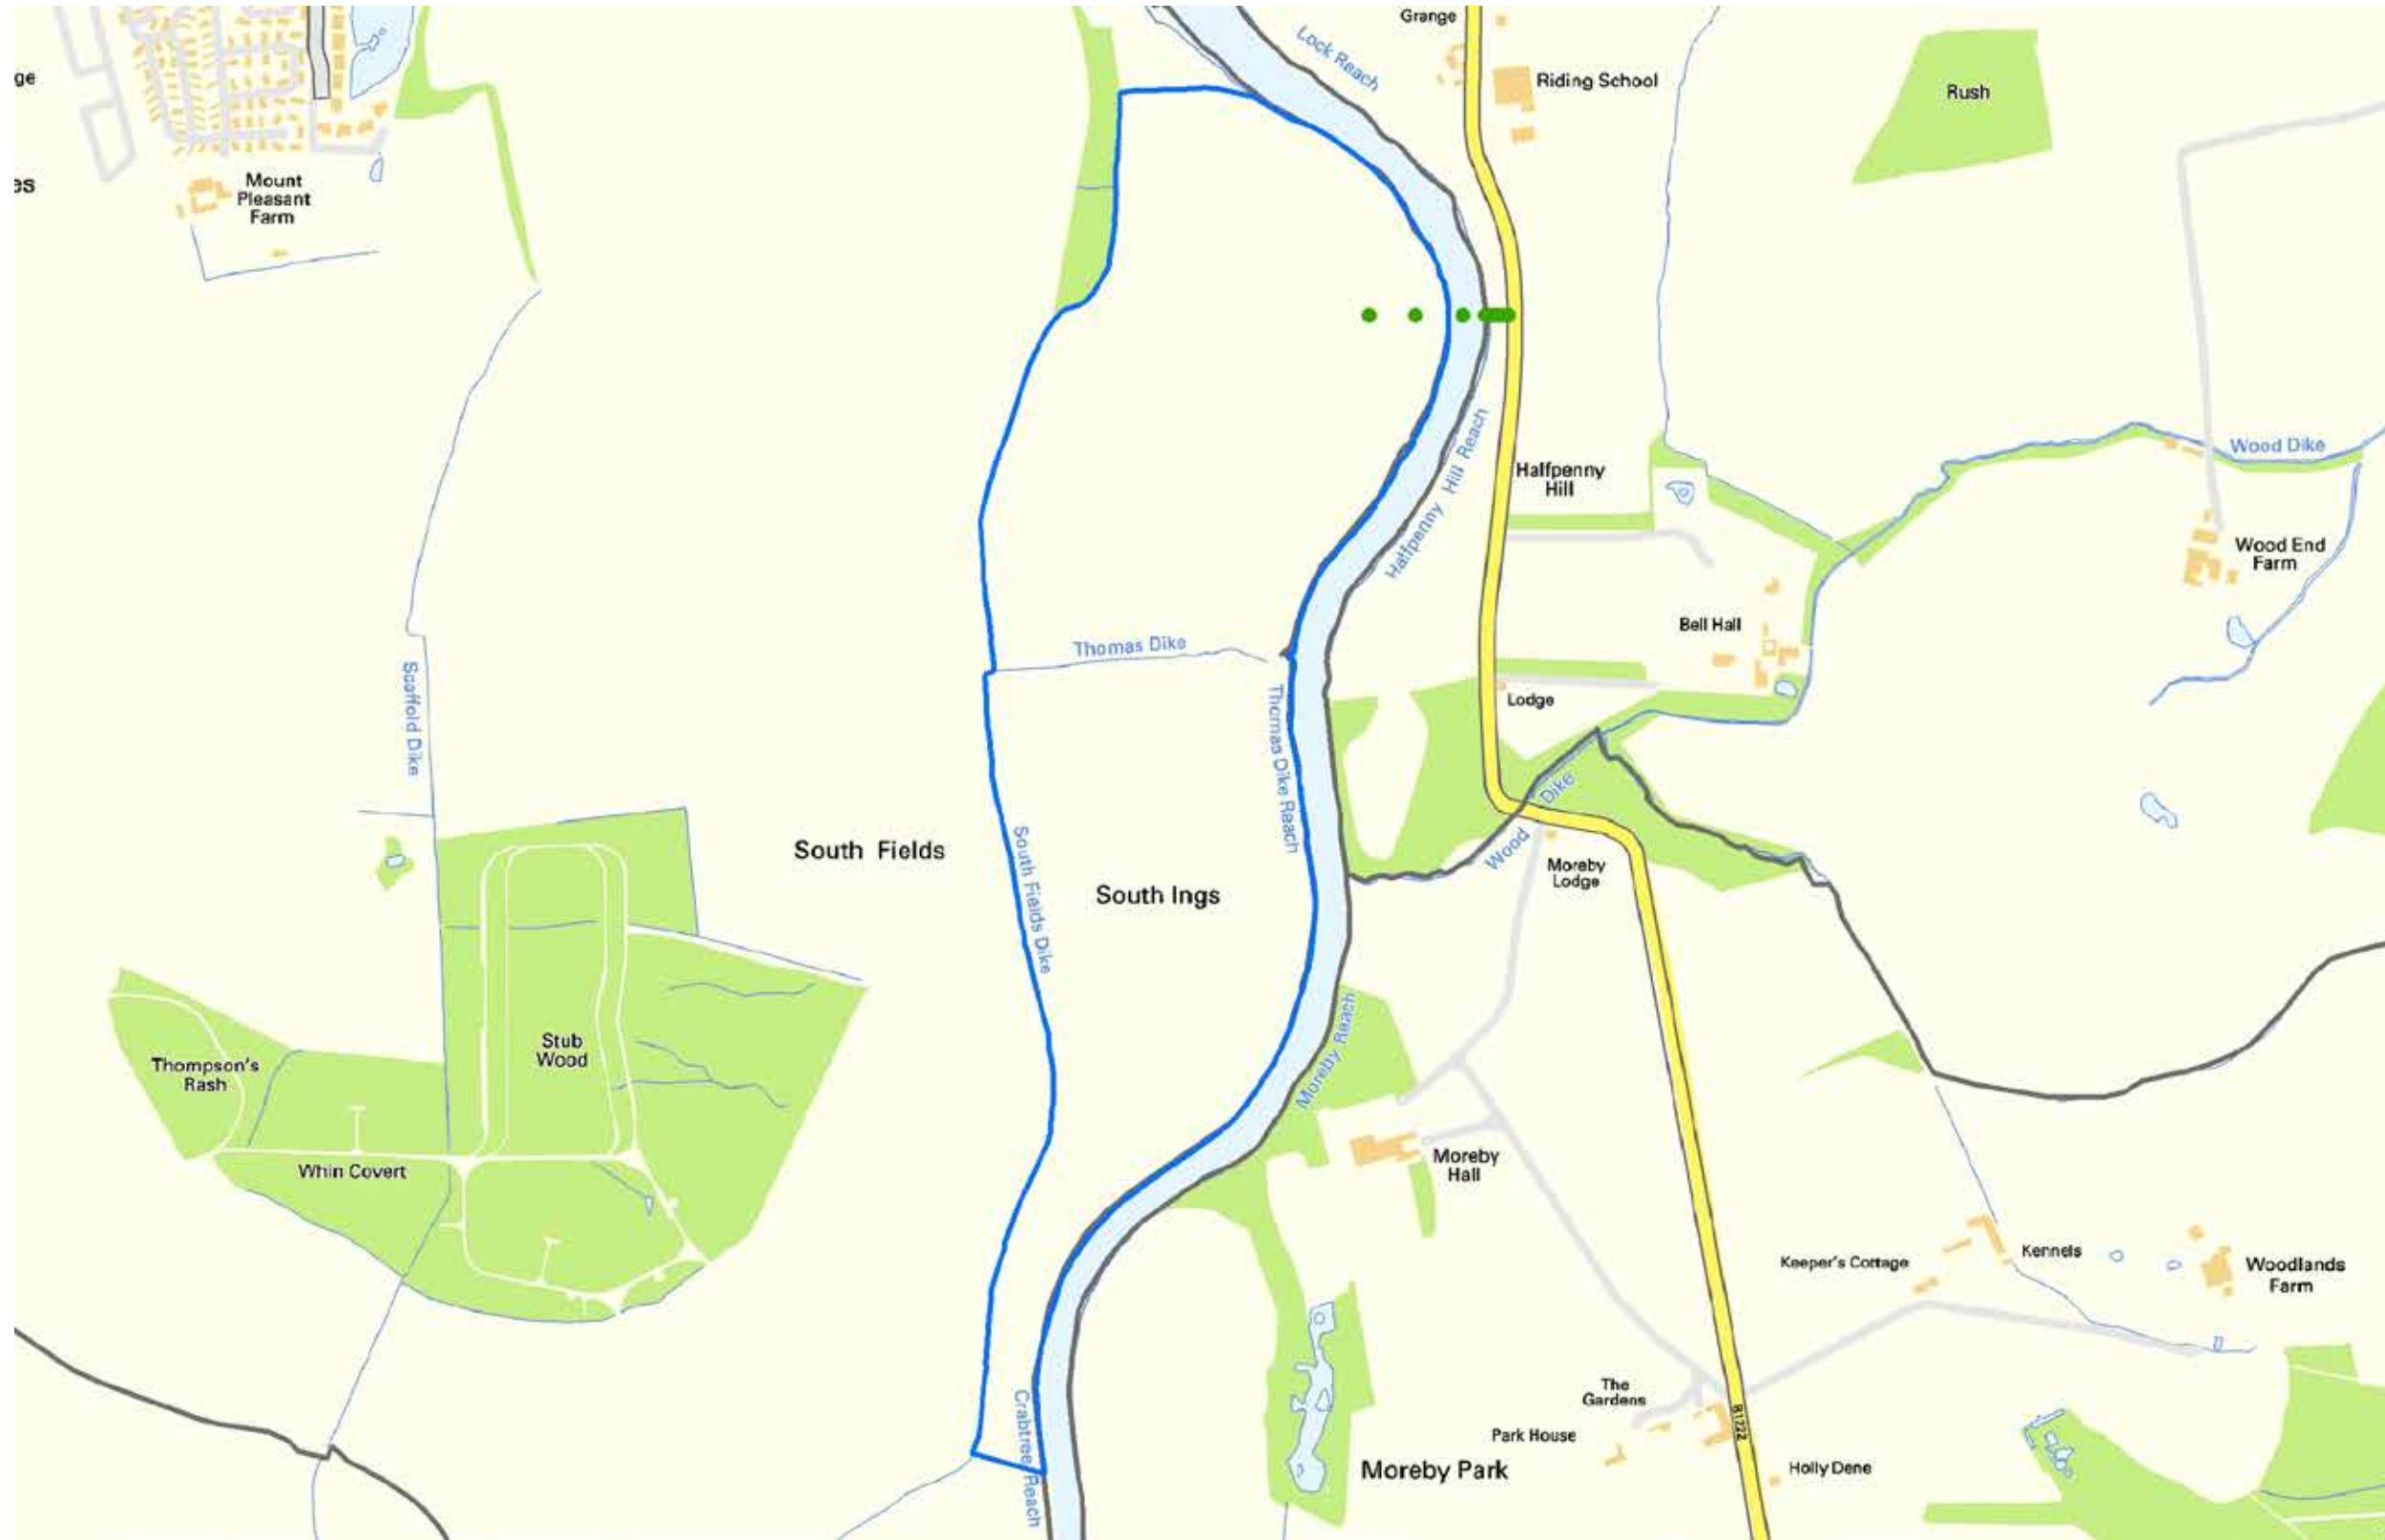 Grange
Lock Reach
ge
Riding School
Rush
es
Mount
Pleasant
Farm
Halfpenny Hill Reach
Halfpenny
Hill
Wood Dike
Wood End
Farm
Bell Hall
Thomas Dike
Scaffold Dike
Lodge
Thomas Dike Reach
Wood Dike
South Fields
South Fields Dike
South Ings
Moreby
Lodge
Stub
Wood
Thompson's
Rash
Moreby Reach
Whin Covert
Moreby
Hall
Keeper's Cottage
Kennels
Woodlands
Farm
The
Gardens
Crabtree Reach
B1222
Park House
Moreby Park
Holly Dene